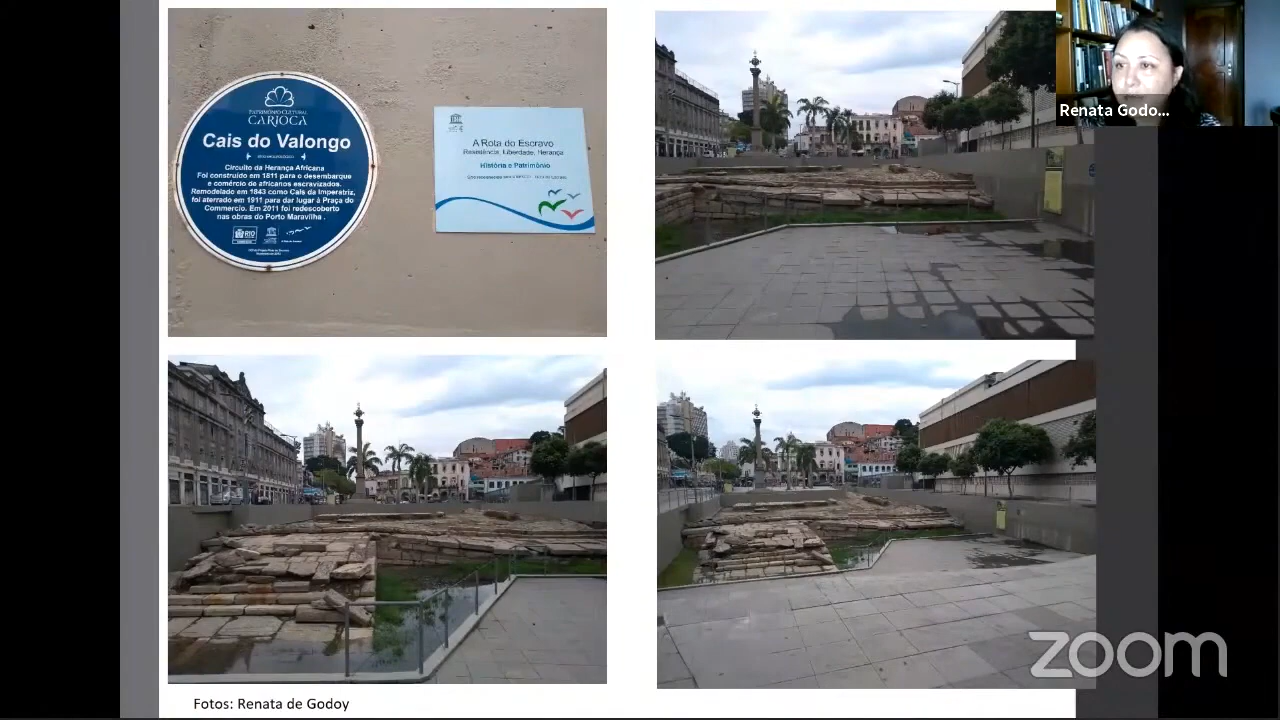 PATRIMÔNIO CULTURAL
CARIOCA
Cais do Valongo
SÍTIO ARQUEOLÓGICO
Circuito da Herança Africana
Foi construído em 1811 para o desembarque
e comércio de africanos escravizados.
Remodelado em 1843 como Cais da Imperatriz,
foi aterrado em 1911 para dar lugar à Praça do
Commercio. Em 2011 foi redescoberto
nas obras do Porto Maravilha.
RIO
A Rota do Escravo
Resistência, Liberdade, Herança
História e Patrimônio
Renata Godo...
Fotos: Renata de Godoy
zoom